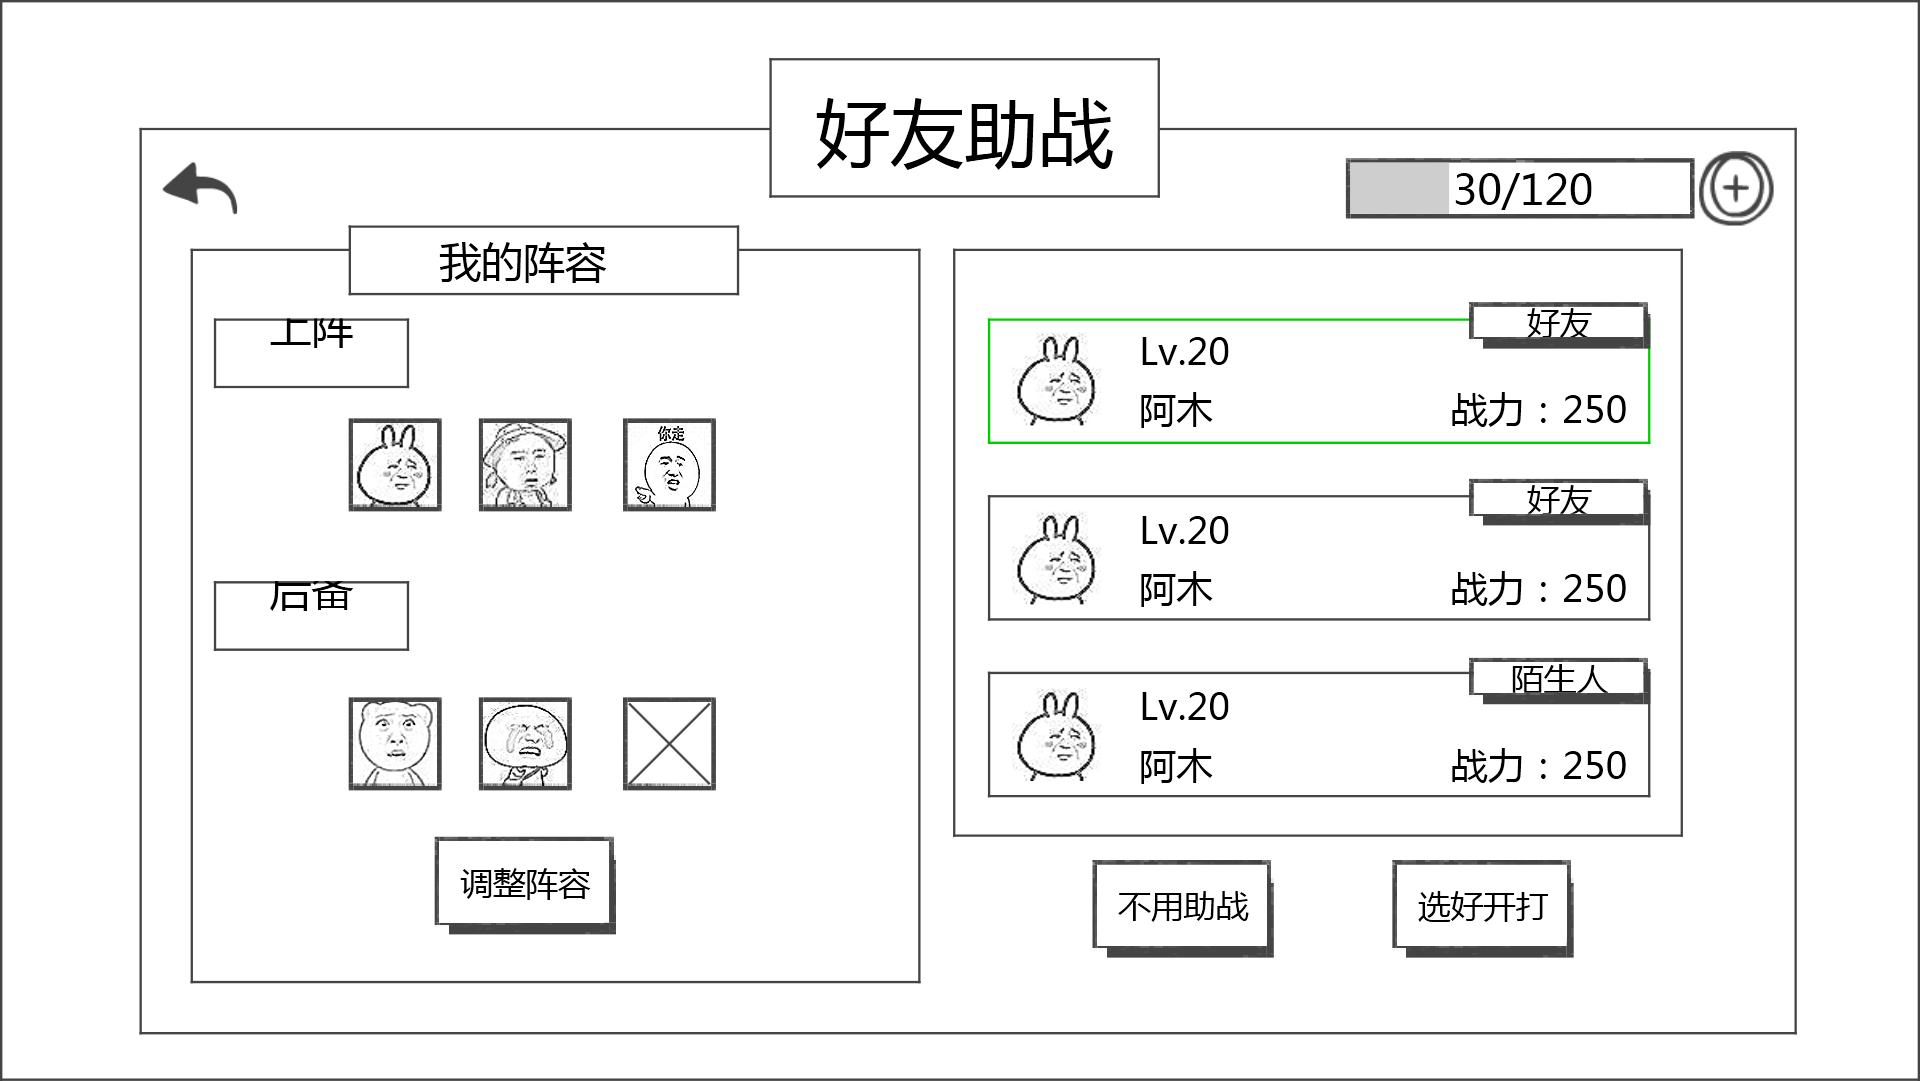 好友助战
30/120
我的阵容
上阵
你走
后备
调整阵容
好友
Lv.20
阿木
战力：250
好友
Lv.20
阿木
战力：250
陌生人
Lv.20
阿木
战力：250
不用助战
选好开打